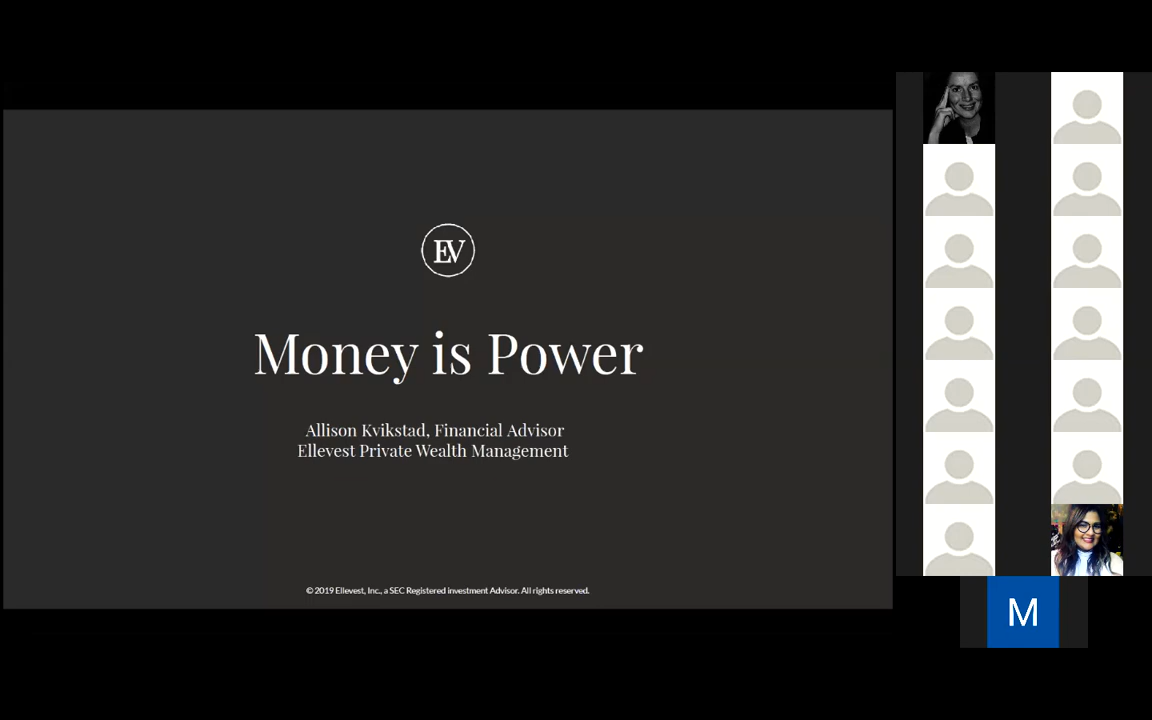 EV
Money is Power
Allison Kvikstad, Financial Advisor
Ellevest Private Wealth Management
© 2019 Ellevest, Inc., a SEC Registered investment Advisor. All rights reserved.
M